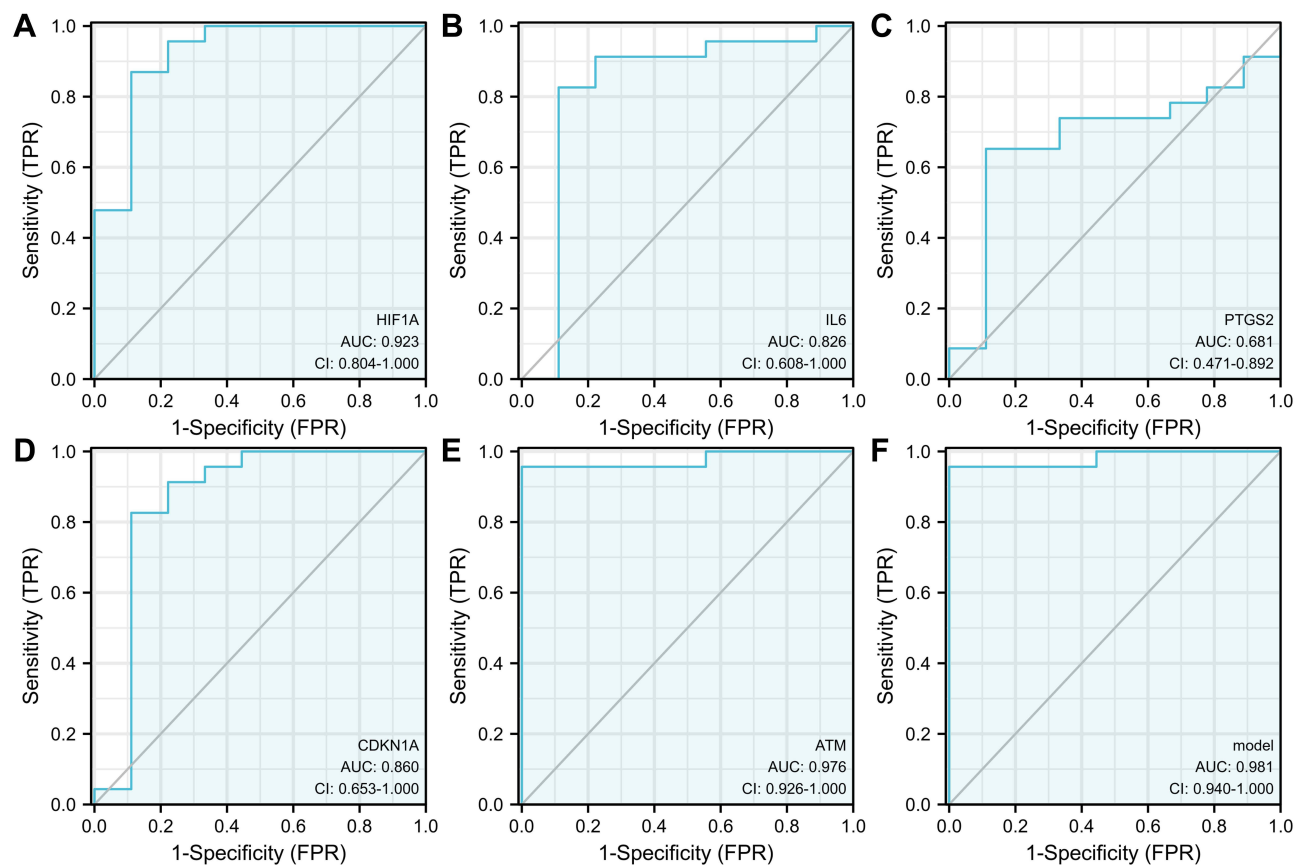 A
1.0
0.8
0.6
0.4
0.2
0.0
Sensitivity (TPR)
HIF1A
AUC: 0.923
CI: 0.804-1.000
0.0 0.2 0.4 0.6 0.8 1.0
1-Specificity (FPR)
B
1.0
0.8
0.6
0.4
0.2
0.0
Sensitivity (TPR)
IL6
AUC: 0.826
CI: 0.608-1.000
0.0 0.2 0.4 0.6 0.8 1.0
1-Specificity (FPR)
C
1.0
0.8
0.6
0.4
0.2
0.0
Sensitivity (TPR)
PTGS2
AUC: 0.681
CI: 0.471-0.892
0.0 0.2 0.4 0.6 0.8 1.0
1-Specificity (FPR)
D
1.0
0.8
0.6
0.4
0.2
0.0
Sensitivity (TPR)
CDKN1A
AUC: 0.860
CI: 0.653-1.000
0.0 0.2 0.4 0.6 0.8 1.0
1-Specificity (FPR)
E
1.0
0.8
0.6
0.4
0.2
0.0
Sensitivity (TPR)
ATM
AUC: 0.976
CI: 0.926-1.000
0.0 0.2 0.4 0.6 0.8 1.0
1-Specificity (FPR)
F
1.0
0.8
0.6
0.4
0.2
0.0
Sensitivity (TPR)
model
AUC: 0.981
CI: 0.940-1.000
0.0 0.2 0.4 0.6 0.8 1.0
1-Specificity (FPR)